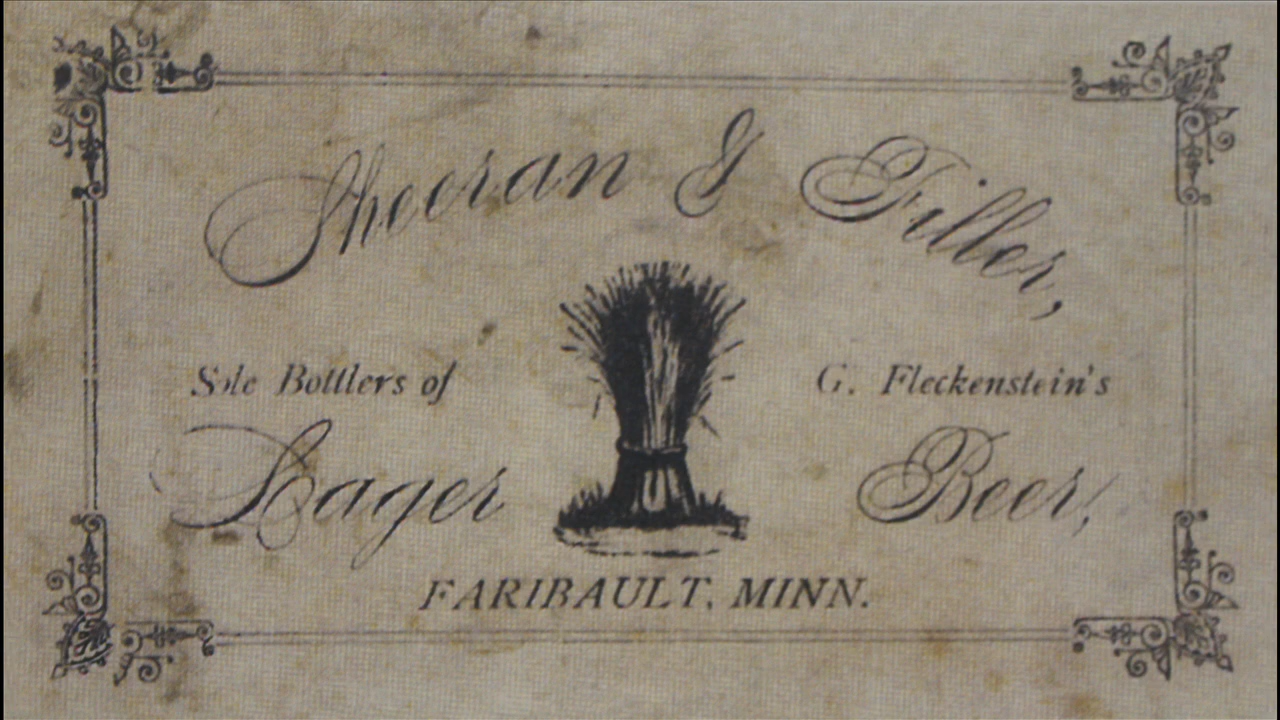 Sheeran & Filler,
Sole Bottlers of G. Fleckenstein's
Lager Beer,
FARIBAULT, MINN.